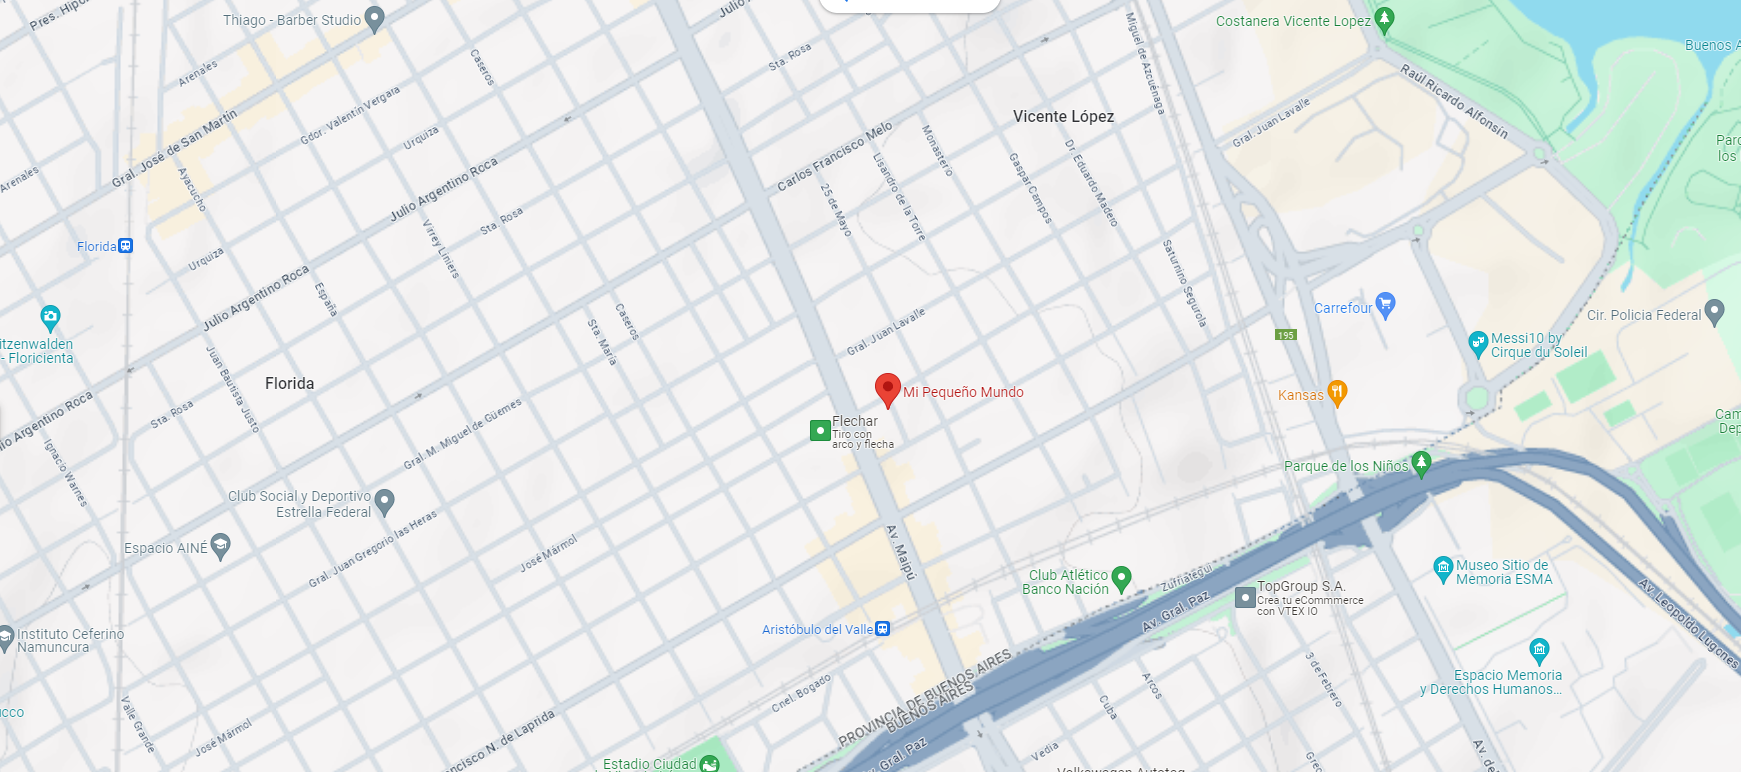 Pres. Hipo
Thiago - Barber Studio
Julio
Costanera Vicente Lopez
Buenos A
Arenales
Caseros
Sta. Rosa
Miguel de Azcuénaga
Raúl Ricardo Alfonsín
Gral. José de San Martín
Gdor. Valentín Vergara
Urquiza
Vicente López
Gral. Juan Lavalle
Arenales
Ayacucho
Julio Argentino Roca
Carlos Francisco Melo
Monasterio
Lisandro de la Torre
25 de Mayo
Gaspar Campos
Dr. Eduardo Madero
Parq
los
Florida
Urquiza
Virrey Liniers
Sta. Rosa
Saturnino Segurola
Julio Argentino Roca
España
Caseros
Sta. María
Gral. Juan Lavalle
Carrefour
195
Cir. Policia Federal
itzenwalden
- Floricienta
Juan Bautista Justo
Messi10 by
Cirque du Soleil
Florida
Mi Pequeño Mundo
Kansas
io Argentino Roca
Sta. Rosa
Gral. M. Miguel de Güemes
Flechar
Tiro con
arco y flecha
Cam
Dep
Ignacio Warnes
Parque de los Niños
Club Social y Deportivo
Estrella Federal
Espacio AINÉ
Gral. Juan Gregorio las Heras
José Mármol
Av. Maipú
Club Atlético
Banco Nación
Zufriategui
Av. Gral. Paz
TopGroup S.A.
Crea tu eCommmerce
con VTEX IO
Museo Sitio de
Memoria ESMA
Av. Leopoldo Lugones
Instituto Ceferino
Namuncura
Aristóbulo del Valle
PROVINCIA DE BUENOS AIRES
BUENOS AIRES
Cnel. Bogado
Arcos
Cuba
3 de Febrero
Espacio Memoria
y Derechos Humanos...
ucco
Valle Grande
José Mármol
ncisco N. de Laprida
Estadio Ciudad
Av. Gral. Paz
Vedia
Volkswagen Autotag
Grec
Av. de